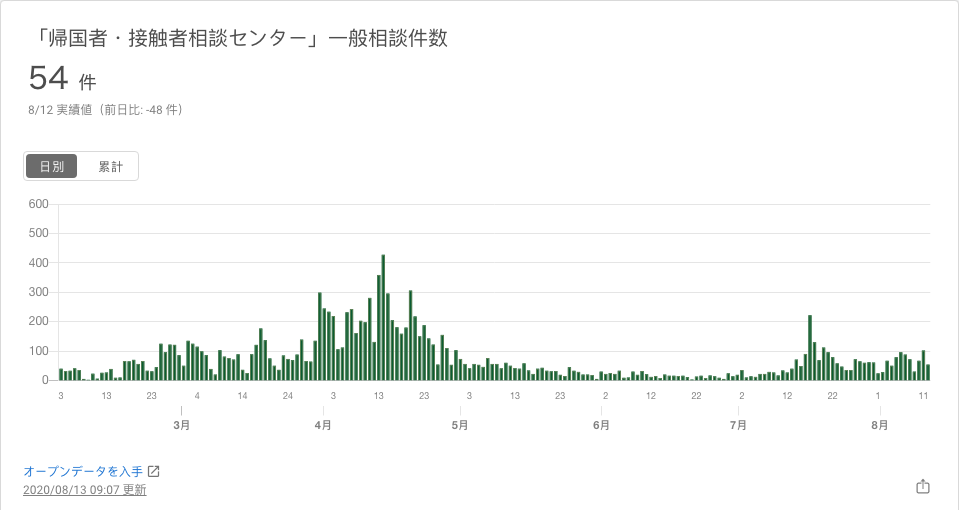 「帰国者・接触者相談センター」一般相談件数
54 件
8/12 実績値（前日比: -48 件）
日別 累計
600
500
400
300
200
100
0
3 13 23 4 14 24 3 13 23 3 13 23 2 12 22 2 12 22 1 11
3月 4月 5月 6月 7月 8月
オープンデータを入手
2020/08/13 09:07 更新